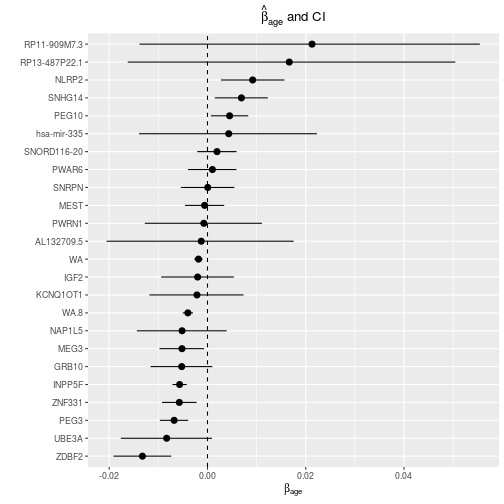 β̂age and CI
RP11-909M7.3
RP13-487P22.1
NLRP2
SNHG14
PEG10
hsa-mir-335
SNORD116-20
PWAR6
SNRPN
MEST
PWRN1
AL132709.5
WA
IGF2
KCNQ1OT1
WA.8
NAP1L5
MEG3
GRB10
INPP5F
ZNF331
PEG3
UBE3A
ZDBF2
-0.02 0.00 0.02 0.04
βage